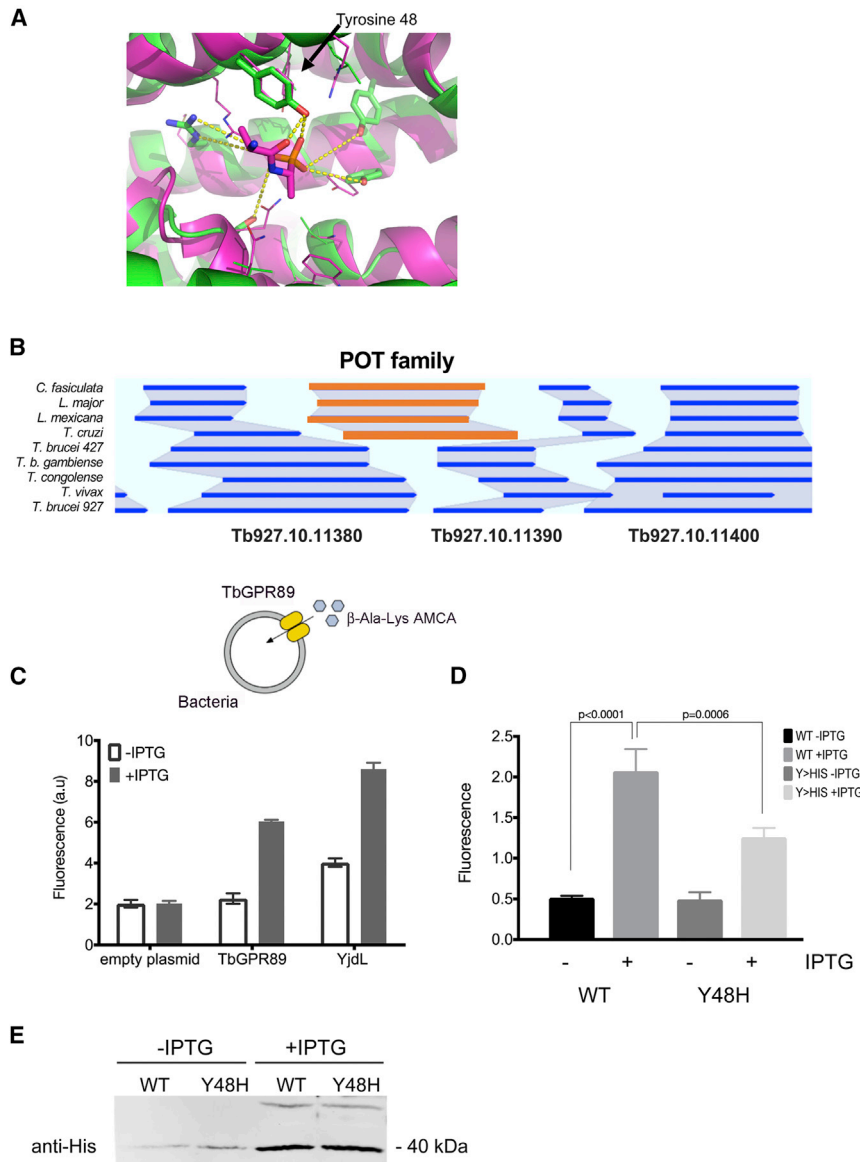 A
Tyrosine 48
B
POT family
C. fasiculata
L. major
L. mexicana
T. cruzi
T. brucei 427
T. b. gambiense
T. congolense
T. vivax
T. brucei 927
Tb927.10.11380 Tb927.10.11390 Tb927.10.11400
TbGPR89
β-Ala-Lys AMCA
Bacteria
C
-IPTG
+IPTG
Fluorescence (a.u)
10
8
6
4
2
0
empty plasmid TbGPR89 YjdL
D
p<0.0001 p=0.0006
WT -IPTG
WT +IPTG
Y>HIS -IPTG
Y>HIS +IPTG
Fluorescence
2.5
2.0
1.5
1.0
0.5
0.0
- + - + IPTG
WT Y48H
E
-IPTG +IPTG
WT Y48H WT Y48H
anti-His - 40 kDa